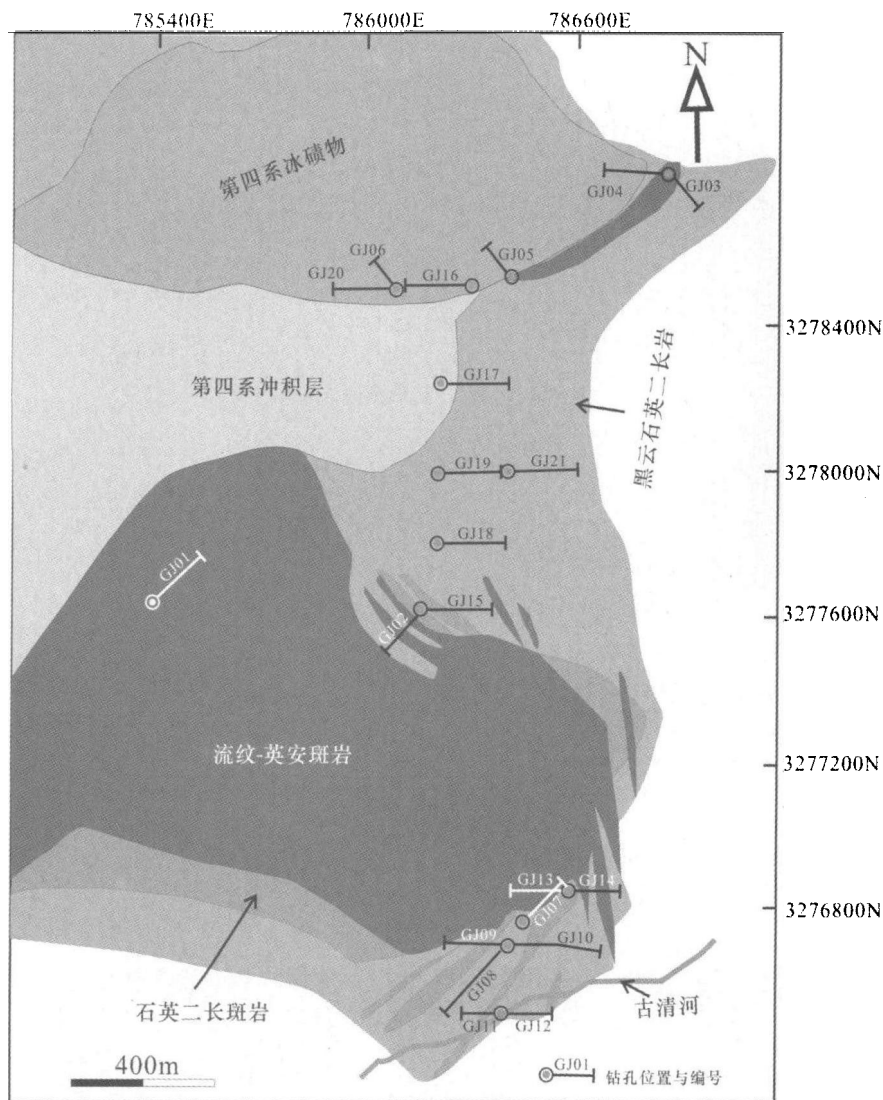 785400E
786000E
786600E
N
第四系冰碛物
GJ04
GJ03
GJ06
GJ05
GJ20
GJ16
3278400N
黑云石英二长岩
GJ17
第四系冲积层
GJ19
GJ21
3278000N
GJ18
GJ01
GJ15
3277600N
GJ02
流纹-英安斑岩
3277200N
GJ13
GJ14
GJ07
3276800N
GJ09
GJ10
GJ08
石英二长斑岩
古清河
GJ11
GJ12
400m
GJ01
钻孔位置与编号